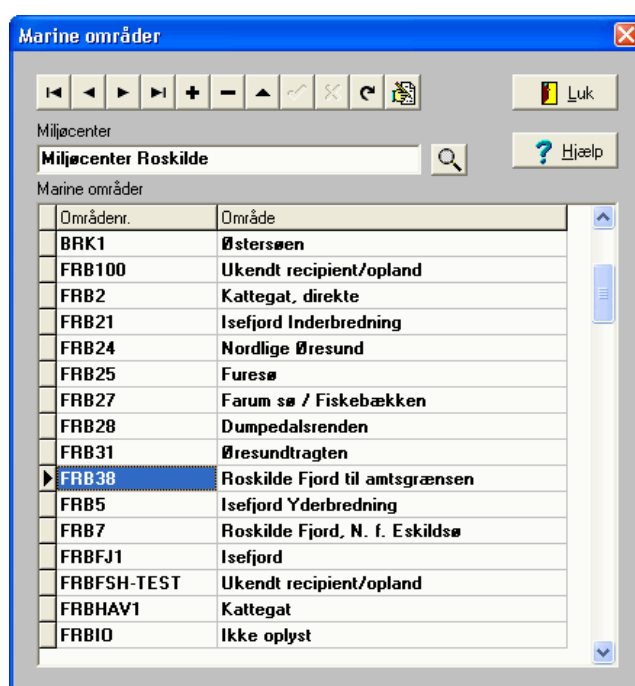 Marine områder
Luk
Miljøcenter
Miljøcenter Roskilde
Hjælp
Marine områder
Områdenr. Område
BRK1 Østersøen
FRB100 Ukendt recipient/opland
FRB2 Kattegat, direkte
FRB21 Isefjord Inderbredning
FRB24 Nordlige Øresund
FRB25 Furesø
FRB27 Farum sø / Fiskebækken
FRB28 Dumpedalsrenden
FRB31 Øresundtragten
FRB38 Roskilde Fjord til amtsgrænsen
FRB5 Isefjord Yderbredning
FRB7 Roskilde Fjord, N. f. Eskildsø
FRBFJ1 Isefjord
FRBFSH-TEST Ukendt recipient/opland
FRBHAV1 Kattegat
FRBIO Ikke oplyst